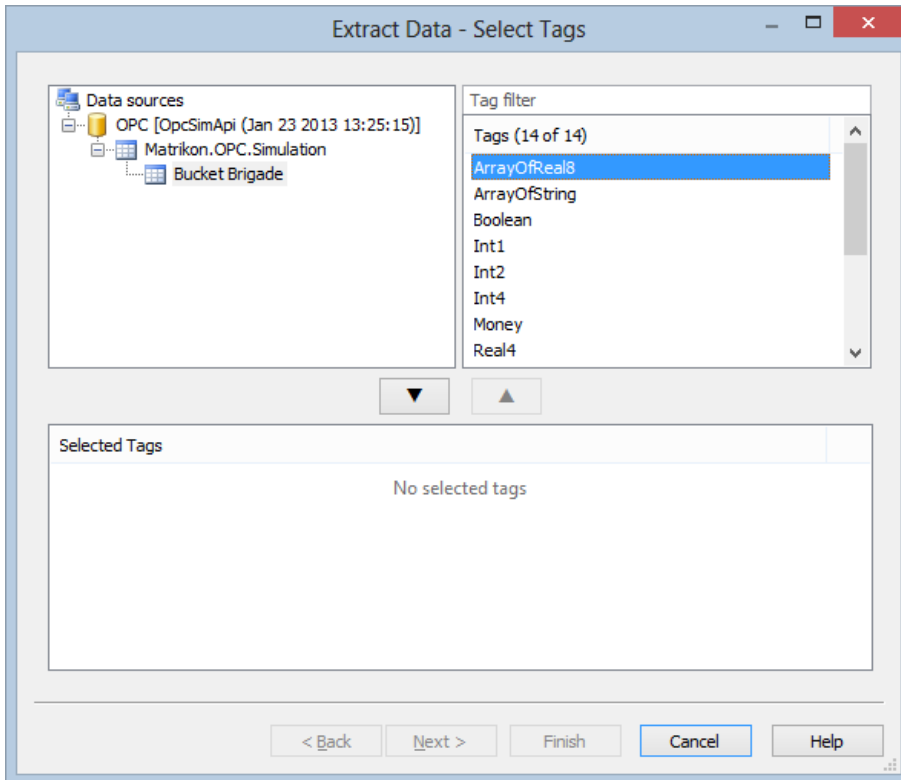 Extract Data - Select Tags
Data sources
OPC [OpcSimApi (Jan 23 2013 13:25:15)]
Matrikon.OPC.Simulation
Bucket Brigade
Tag filter
Tags (14 of 14)
ArrayOfReal8
ArrayOfString
Boolean
Int1
Int2
Int4
Money
Real4
Selected Tags
No selected tags
< Back
Next >
Finish
Cancel
Help